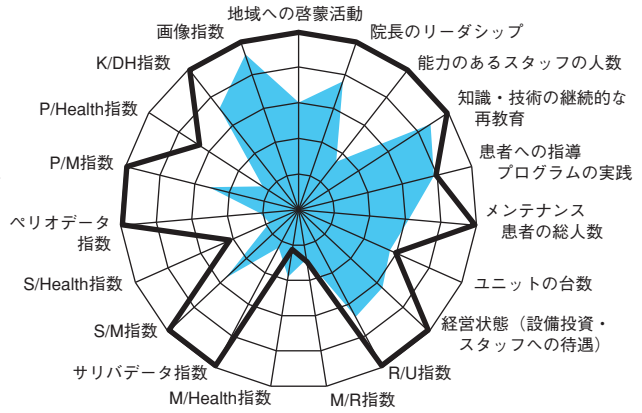 地域への啓蒙活動
院長のリーダシップ
能力のあるスタッフの人数
知識・技術の継続的な
再教育
患者への指導
プログラムの実践
メンテナンス
患者の総人数
ユニットの台数
経営状態（設備投資・
スタッフへの待遇）
R/U指数
M/R指数
M/Health指数
サリバデータ指数
S/M指数
S/Health指数
ペリオデータ
指数
P/M指数
P/Health指数
K/DH指数
画像指数